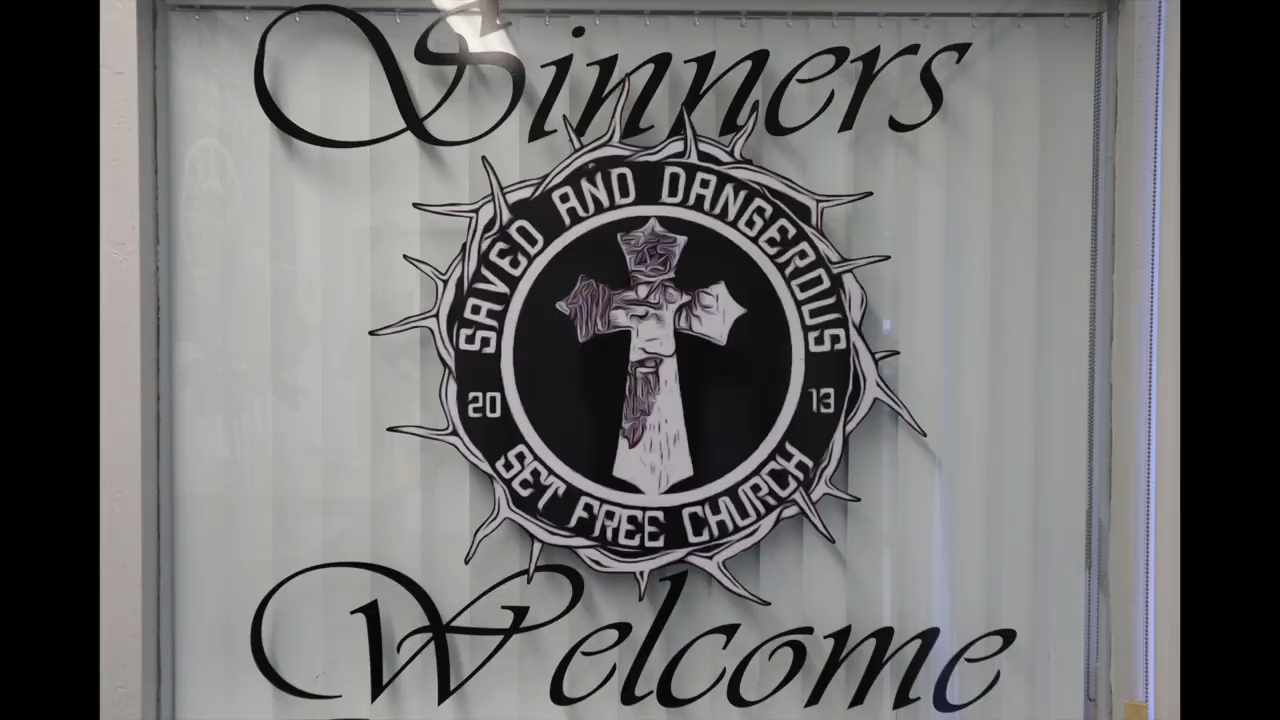 Sinners
SAVED AND DANGEROUS
20 13
SET FREE CHURCH
Welcome